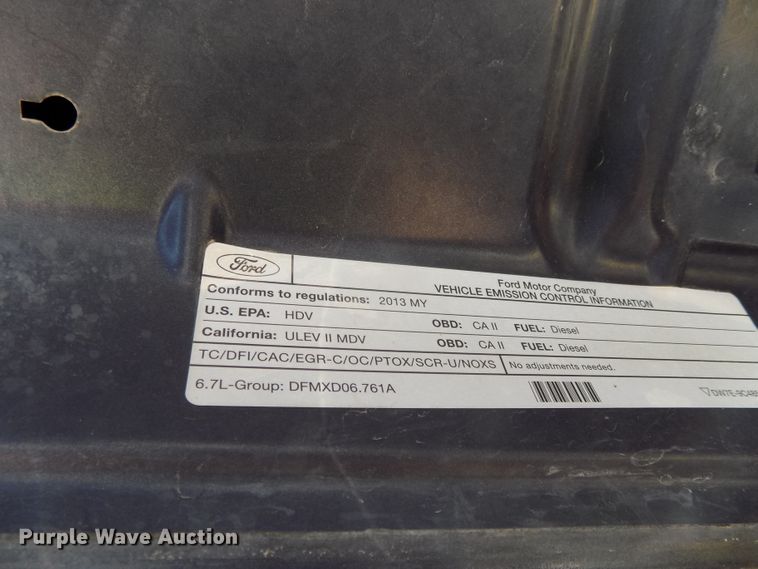 Ford
Ford Motor Company
VEHICLE EMISSION CONTROL INFORMATION
Conforms to regulations: 2013 MY
U.S. EPA: HDV OBD: CA II FUEL: Diesel
California: ULEV II MDV OBD: CA II FUEL: Diesel
TC/DFI/CAC/EGR-C/OC/PTOX/SCR-U/NOXS No adjustments needed.
6.7L-Group: DFMXD06.761A
Purple Wave Auction